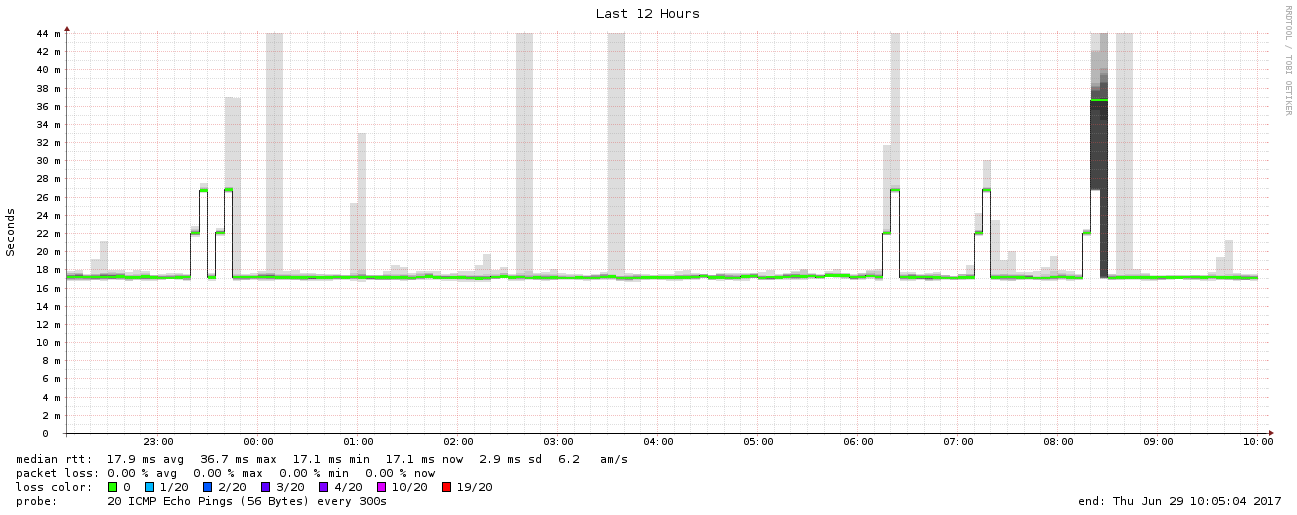 Last 12 Hours
RRDTOOL / TOBI OETIKER
Seconds
44 m
42 m
40 m
38 m
36 m
34 m
32 m
30 m
28 m
26 m
24 m
22 m
20 m
18 m
16 m
14 m
12 m
10 m
8 m
6 m
4 m
2 m
0
23:00 00:00 01:00 02:00 03:00 04:00 05:00 06:00 07:00 08:00 09:00 10:00
median rtt: 17.9 ms avg 36.7 ms max 17.1 ms min 17.1 ms now 2.9 ms sd 6.2 am/s
packet loss: 0.00 % avg 0.00 % max 0.00 % min 0.00 % now
loss color: 0 1/20 2/20 3/20 4/20 10/20 19/20
probe: 20 ICMP Echo Pings (56 Bytes) every 300s end: Thu Jun 29 10:05:04 2017